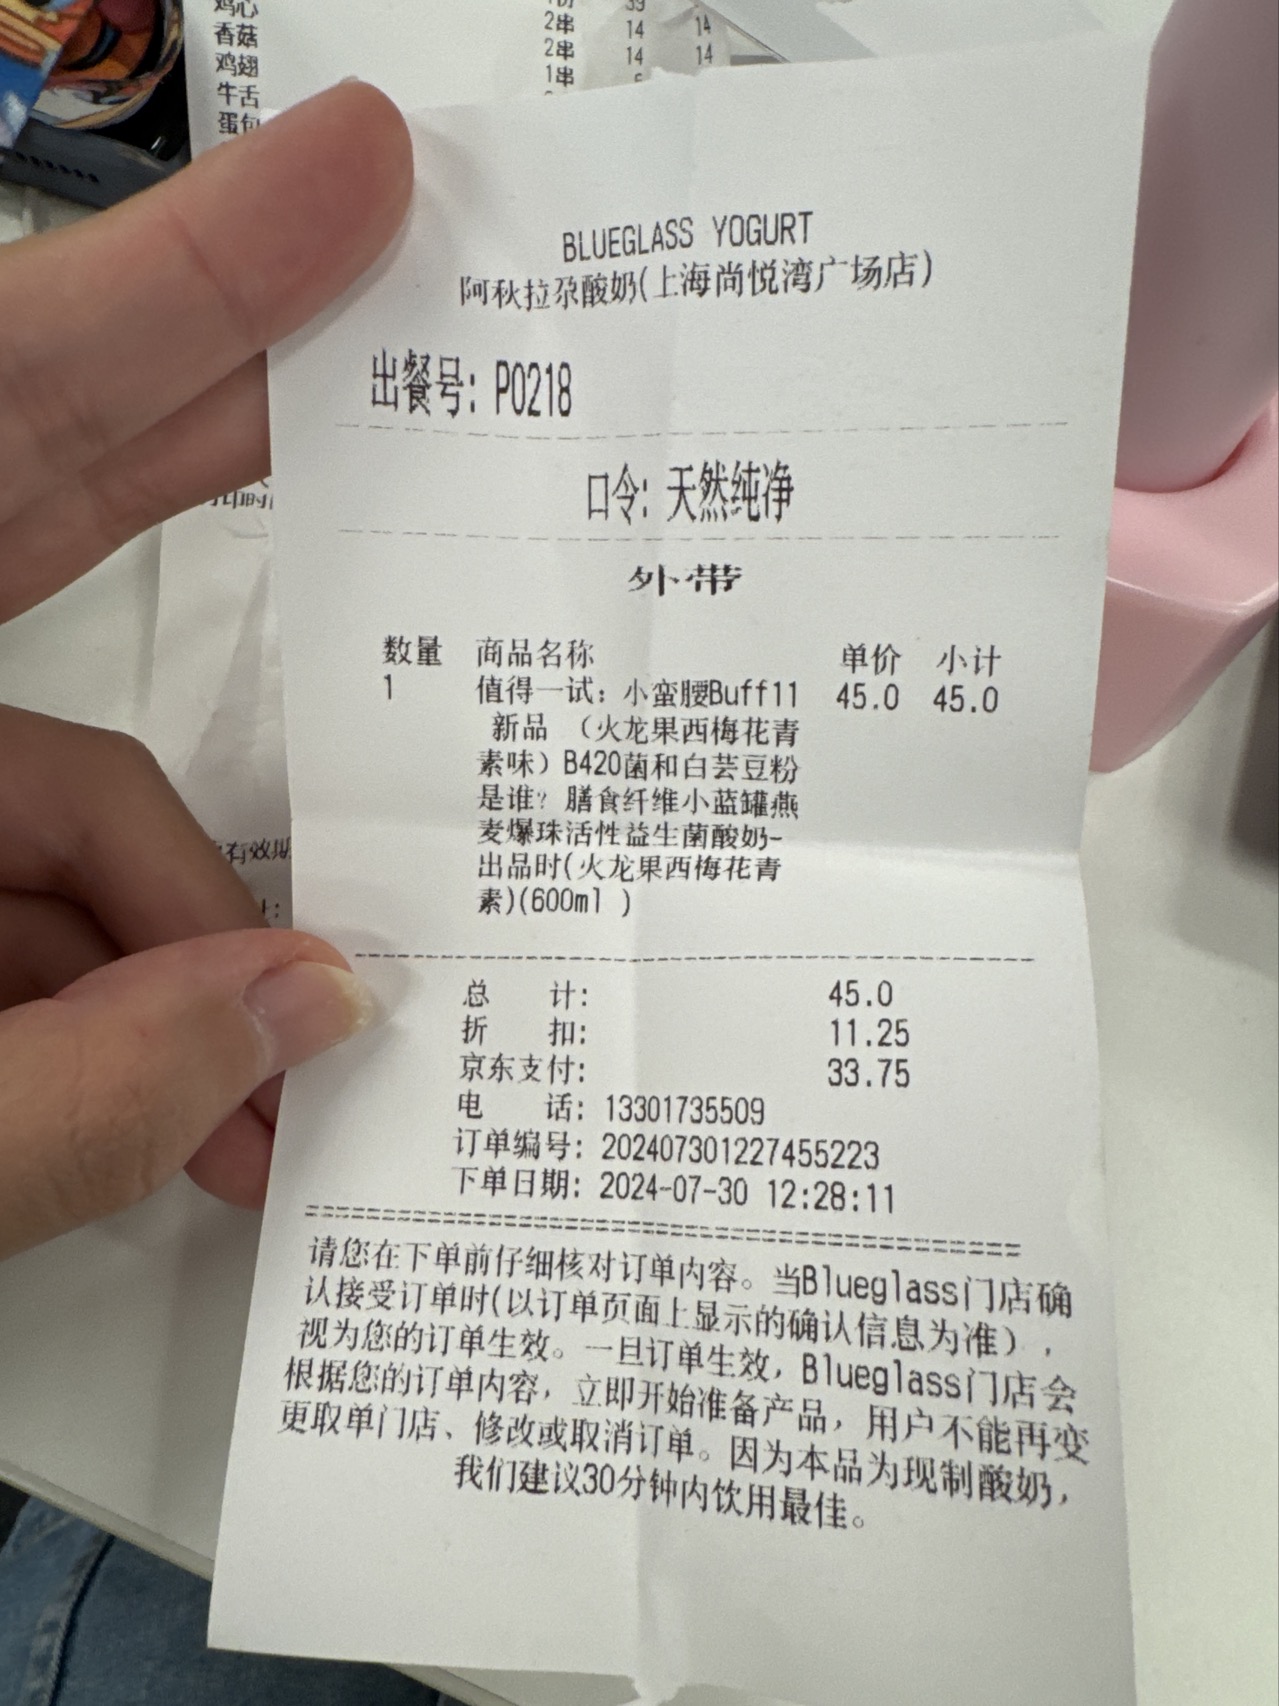 鸡心 1份 39
香菇 2串 14 14
鸡翅 2串 14 14
牛舌 1串
蛋包
BLUEGLASS YOGURT
阿秋拉尕酸奶(上海尚悦湾广场店)
出餐号: P0218
口令: 天然纯净
外带
数量 商品名称 单价 小计
1 值得一试: 小蛮腰Buff11 45.0 45.0
新品 (火龙果西梅花青
素味) B420菌和白芸豆粉
是谁? 膳食纤维小蓝罐燕
麦爆珠活性益生菌酸奶-
出品时(火龙果西梅花青
素)(600ml )
总 计: 45.0
折 扣: 11.25
京东支付: 33.75
电 话: 13301735509
订单编号: 202407301227455223
下单日期: 2024-07-30 12:28:11
请您在下单前仔细核对订单内容。当Blueglass门店确
认接受订单时(以订单页面上显示的确认信息为准),
视为您的订单生效。一旦订单生效, Blueglass门店会
根据您的订单内容, 立即开始准备产品, 用户不能再变
更取单门店、修改或取消订单。因为本品为现制酸奶,
我们建议30分钟内饮用最佳。
印时
有效期